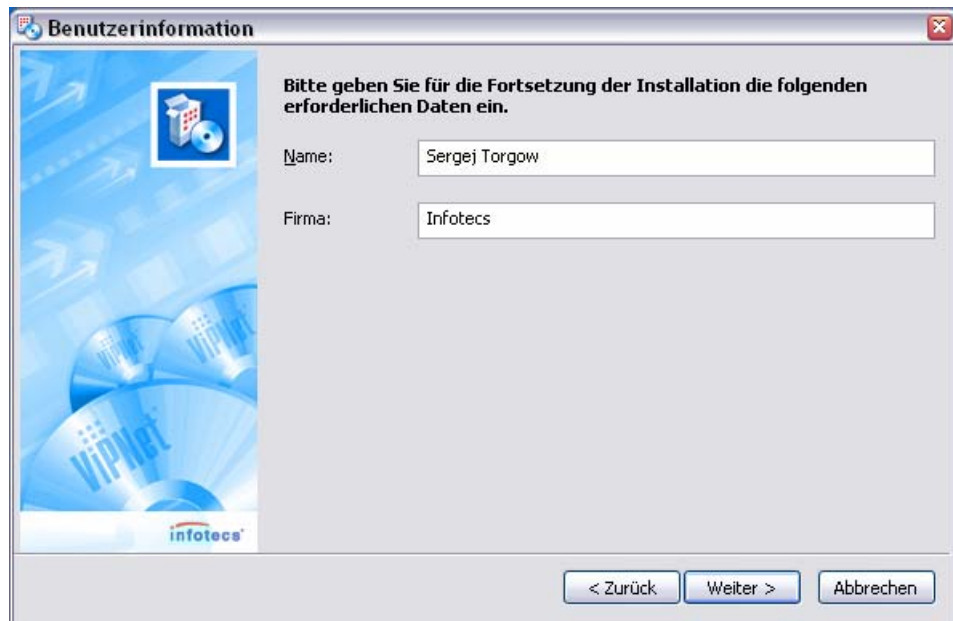 Benutzerinformation
Bitte geben Sie für die Fortsetzung der Installation die folgenden
erforderlichen Daten ein.
Name: Sergej Torgow
Firma: Infotecs
ViPNet
ViPNet
ViPNet
infotecs
< Zurück Weiter > Abbrechen